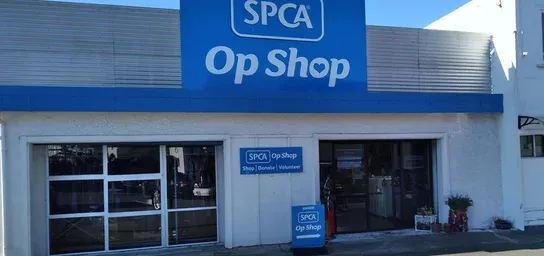 SPCA
Op Shop
SPCA Op Shop
Shop | Donate | Volunteer
SPCA
Op Shop